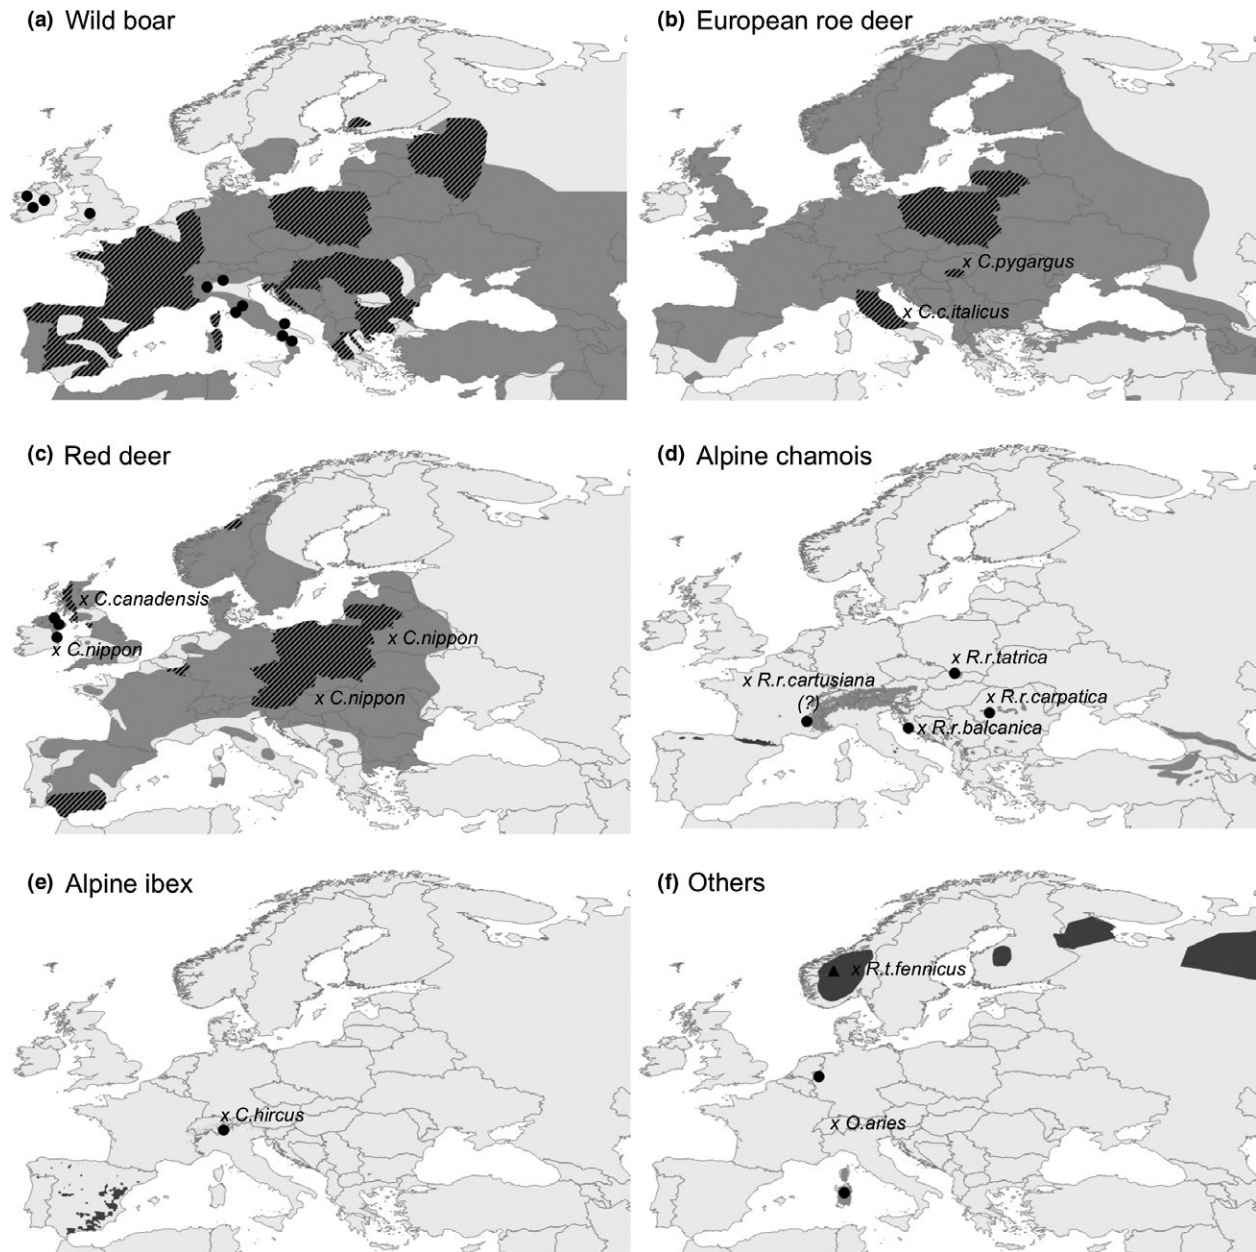 (a) Wild boar
(b) European roe deer
x C.pygargus
x C.c.italicus
(c) Red deer
x C.canadensis
x C.nippon
x C.nippon
x C.nippon
(d) Alpine chamois
x R.r.tatrica
x R.r.cartusiana
(?)
x R.r.carpatica
x R.r.balcanica
(e) Alpine ibex
x C.hircus
(f) Others
x R.t.fennicus
x O.aries